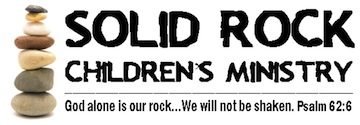 SOLID ROCK
CHILDREN'S MINISTRY
God alone is our rock...We will not be shaken. Psalm 62:6